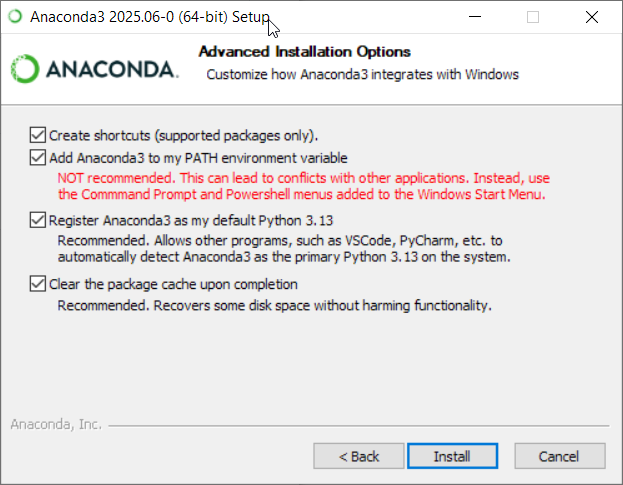 Anaconda3 2025.06-0 (64-bit) Setup
ANACONDA.
Advanced Installation Options
Customize how Anaconda3 integrates with Windows
Create shortcuts (supported packages only).
Add Anaconda3 to my PATH environment variable
NOT recommended. This can lead to conflicts with other applications. Instead, use
the Commmand Prompt and Powershell menus added to the Windows Start Menu.
Register Anaconda3 as my default Python 3.13
Recommended. Allows other programs, such as VSCode, PyCharm, etc. to
automatically detect Anaconda3 as the primary Python 3.13 on the system.
Clear the package cache upon completion
Recommended. Recovers some disk space without harming functionality.
Anaconda, Inc.
< Back Install Cancel